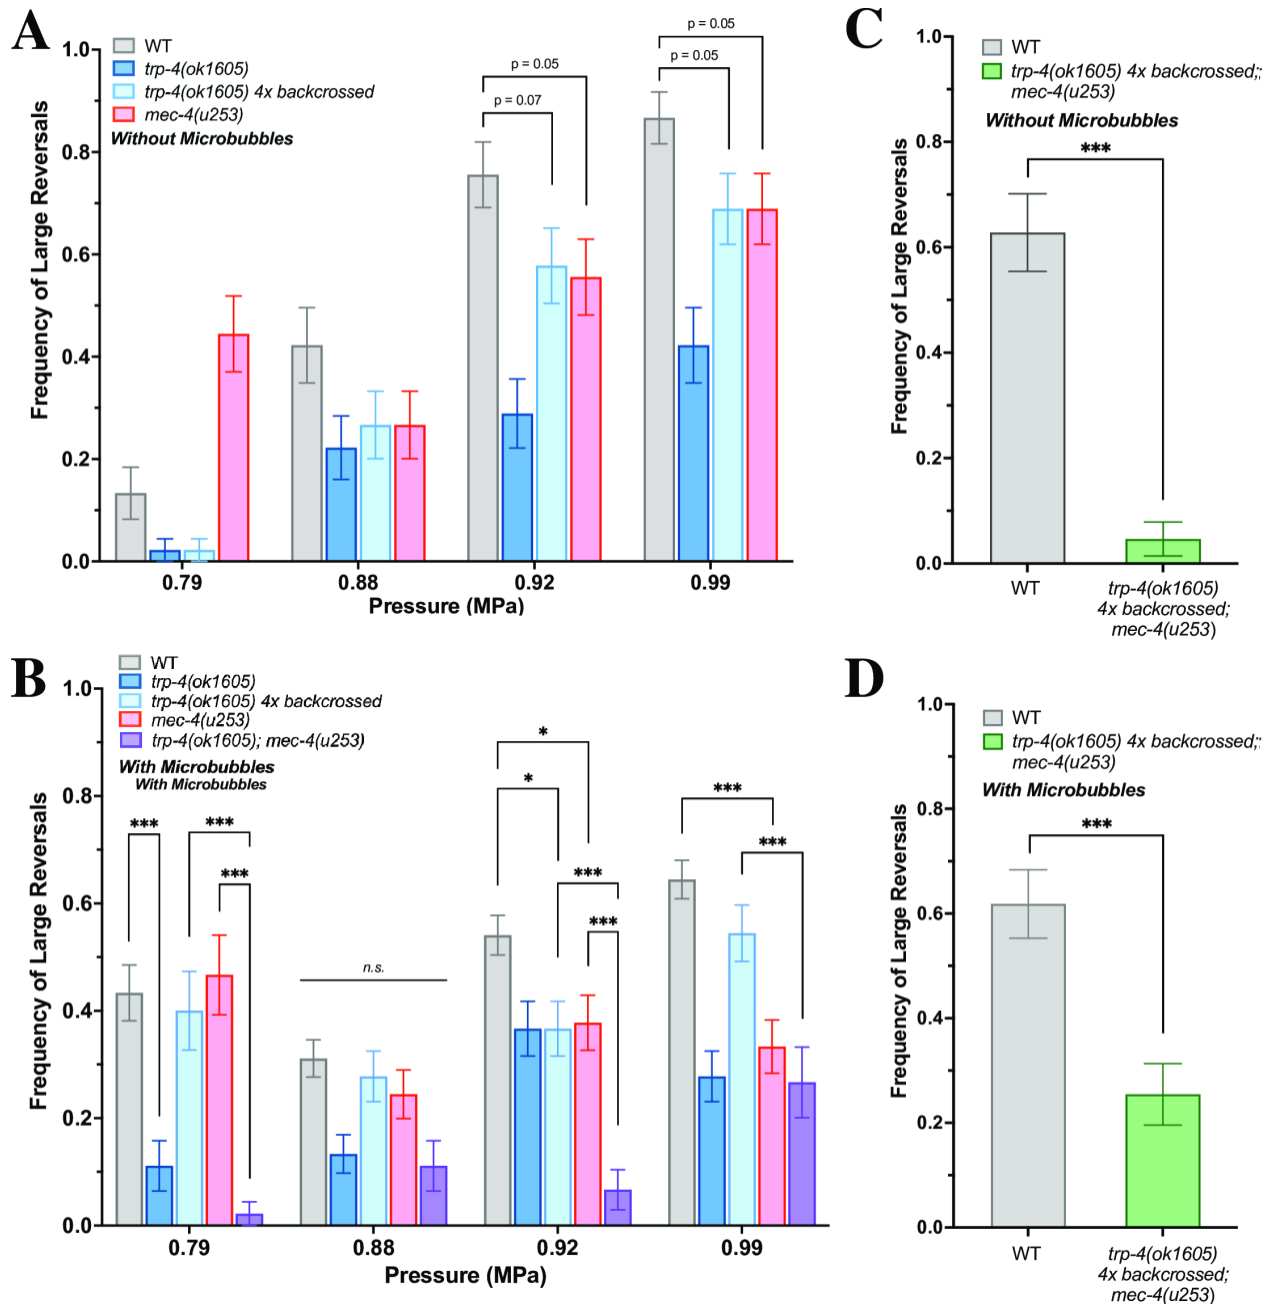 A
WT
trp-4(ok1605)
trp-4(ok1605) 4x backcrossed
mec-4(u253)
Without Microbubbles
p = 0.05
p = 0.07
p = 0.05
p = 0.05
Frequency of Large Reversals
1.0
0.8
0.6
0.4
0.2
0.0
0.79
0.88
0.92
0.99
Pressure (MPa)
C
WT
trp-4(ok1605) 4x backcrossed;;
mec-4(u253)
Without Microbubbles
***
Frequency of Large Reversals
1.0
0.8
0.6
0.4
0.2
0.0
WT
trp-4(ok1605)
4x backcrossed;
mec-4(u253)
B
WT
trp-4(ok1605)
trp-4(ok1605) 4x backcrossed
mec-4(u253)
trp-4(ok1605); mec-4(u253)
With Microbubbles
With Microbubbles
***
***
***
n.s.
*
*
***
***
***
***
Frequency of Large Reversals
1.0
0.8
0.6
0.4
0.2
0.0
0.79
0.88
0.92
0.99
Pressure (MPa)
D
WT
trp-4(ok1605) 4x backcrossed;;
mec-4(u253)
With Microbubbles
***
Frequency of Large Reversals
1.0
0.8
0.6
0.4
0.2
0.0
WT
trp-4(ok1605)
4x backcrossed;
mec-4(u253)